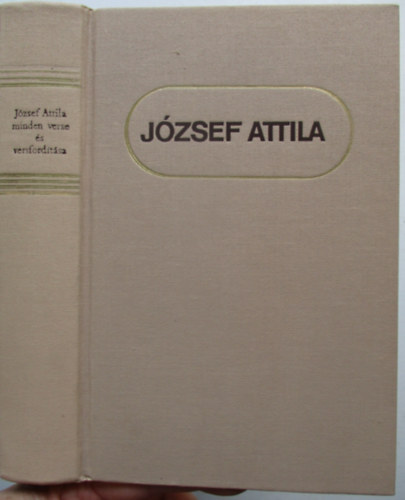 József Attila
minden verse
és
versfordítása
JÓZSEF ATTILA